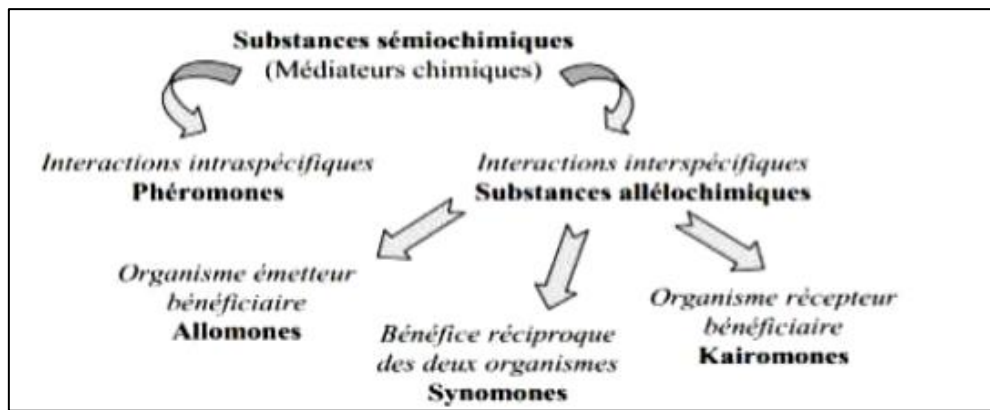 Substances sémiochimiques
(Médiateurs chimiques)
Interactions intraspécifiques
Phéromones
Interactions interspécifiques
Substances allélochimiques
Organisme émetteur
bénéficiaire
Allomones
Bénéfice réciproque
des deux organismes
Synomones
Organisme récepteur
bénéficiaire
Kairomones